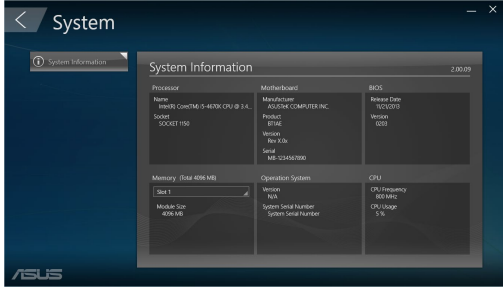 System
System Information
System Information
2.00.09
Processor
Name
Intel(R) Core(TM) i5-4670K CPU @ 3.4...
Socket
SOCKET 1150
Motherboard
Manufacturer
ASUSTeK COMPUTER INC.
Product
BT1AE
Version
Rev X.0x
Serial
MB-1234567890
BIOS
Release Date
11/21/2013
Version
0203
Memory (Total 4096 MB)
Slot 1
Module Size
4096 MB
Operation System
Version
N/A
System Serial Number
System Serial Number
CPU
CPU Frequency
800 MHz
CPU Usage
5 %
ASUS